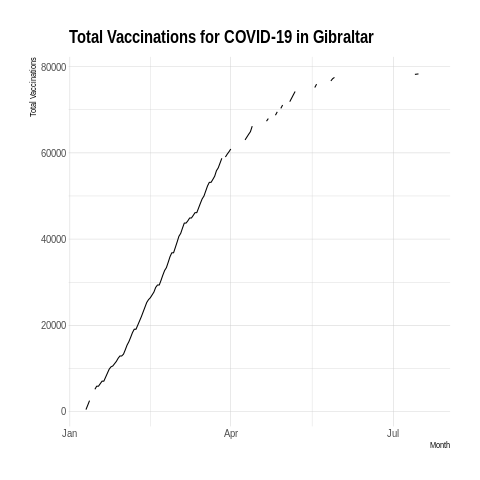 Total Vaccinations for COVID-19 in Gibraltar
Total Vaccinations
80000
60000
40000
20000
0
Jan Apr Jul
Month